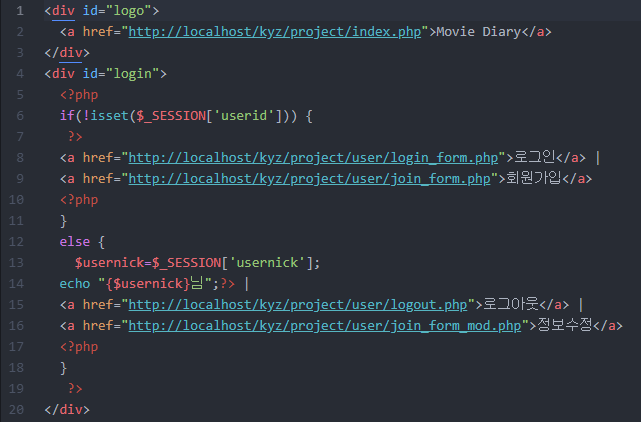 1 <div id="logo">
2   <a href="http://localhost/kyz/project/index.php">Movie Diary</a>
3 </div>
4 <div id="login">
5   <?php
6   if(!isset($_SESSION['userid'])) {
7    ?>
8   <a href="http://localhost/kyz/project/user/login_form.php">로그인</a> |
9   <a href="http://localhost/kyz/project/user/join_form.php">회원가입</a>
10   <?php
11   }
12   else {
13     $usernick=$_SESSION['usernick'];
14   echo "{$usernick}님";?> |
15   <a href="http://localhost/kyz/project/user/logout.php">로그아웃</a> |
16   <a href="http://localhost/kyz/project/user/join_form_mod.php">정보수정</a>
17   <?php
18   }
19    ?>
20 </div>